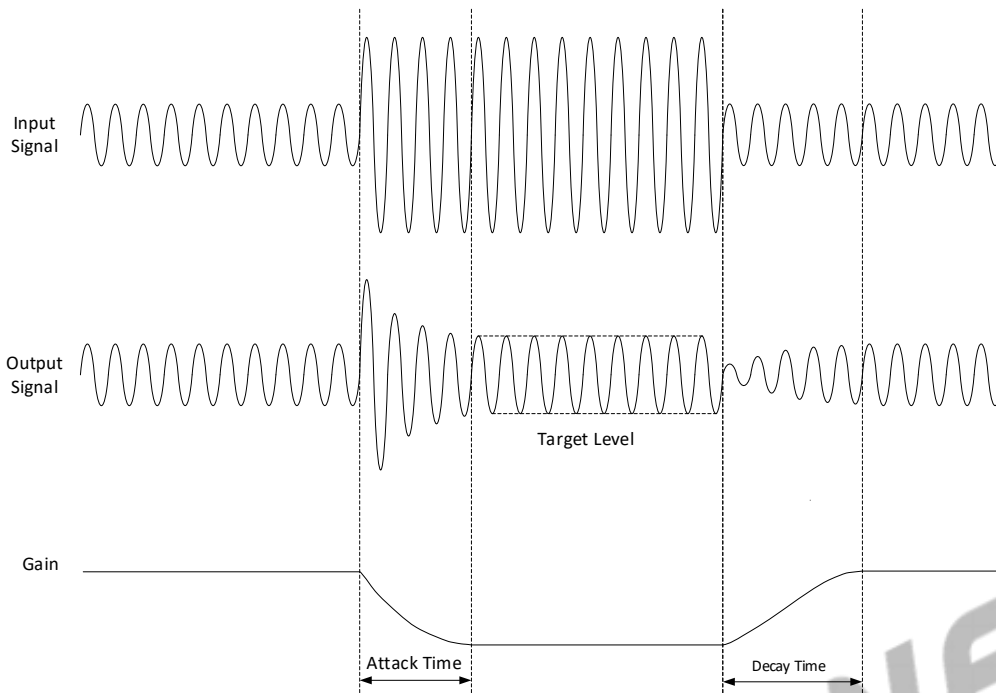 Input
Signal
Output
Signal
Target Level
Gain
Attack Time
Decay Time